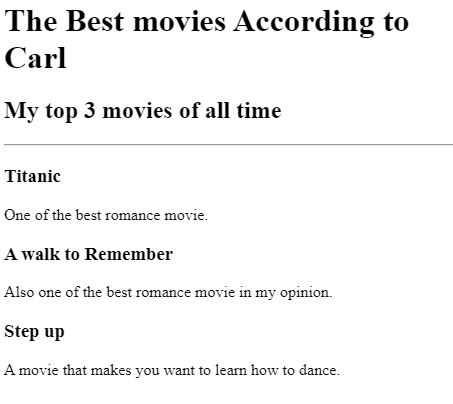 The Best movies According to
Carl
My top 3 movies of all time
Titanic
One of the best romance movie.
A walk to Remember
Also one of the best romance movie in my opinion.
Step up
A movie that makes you want to learn how to dance.